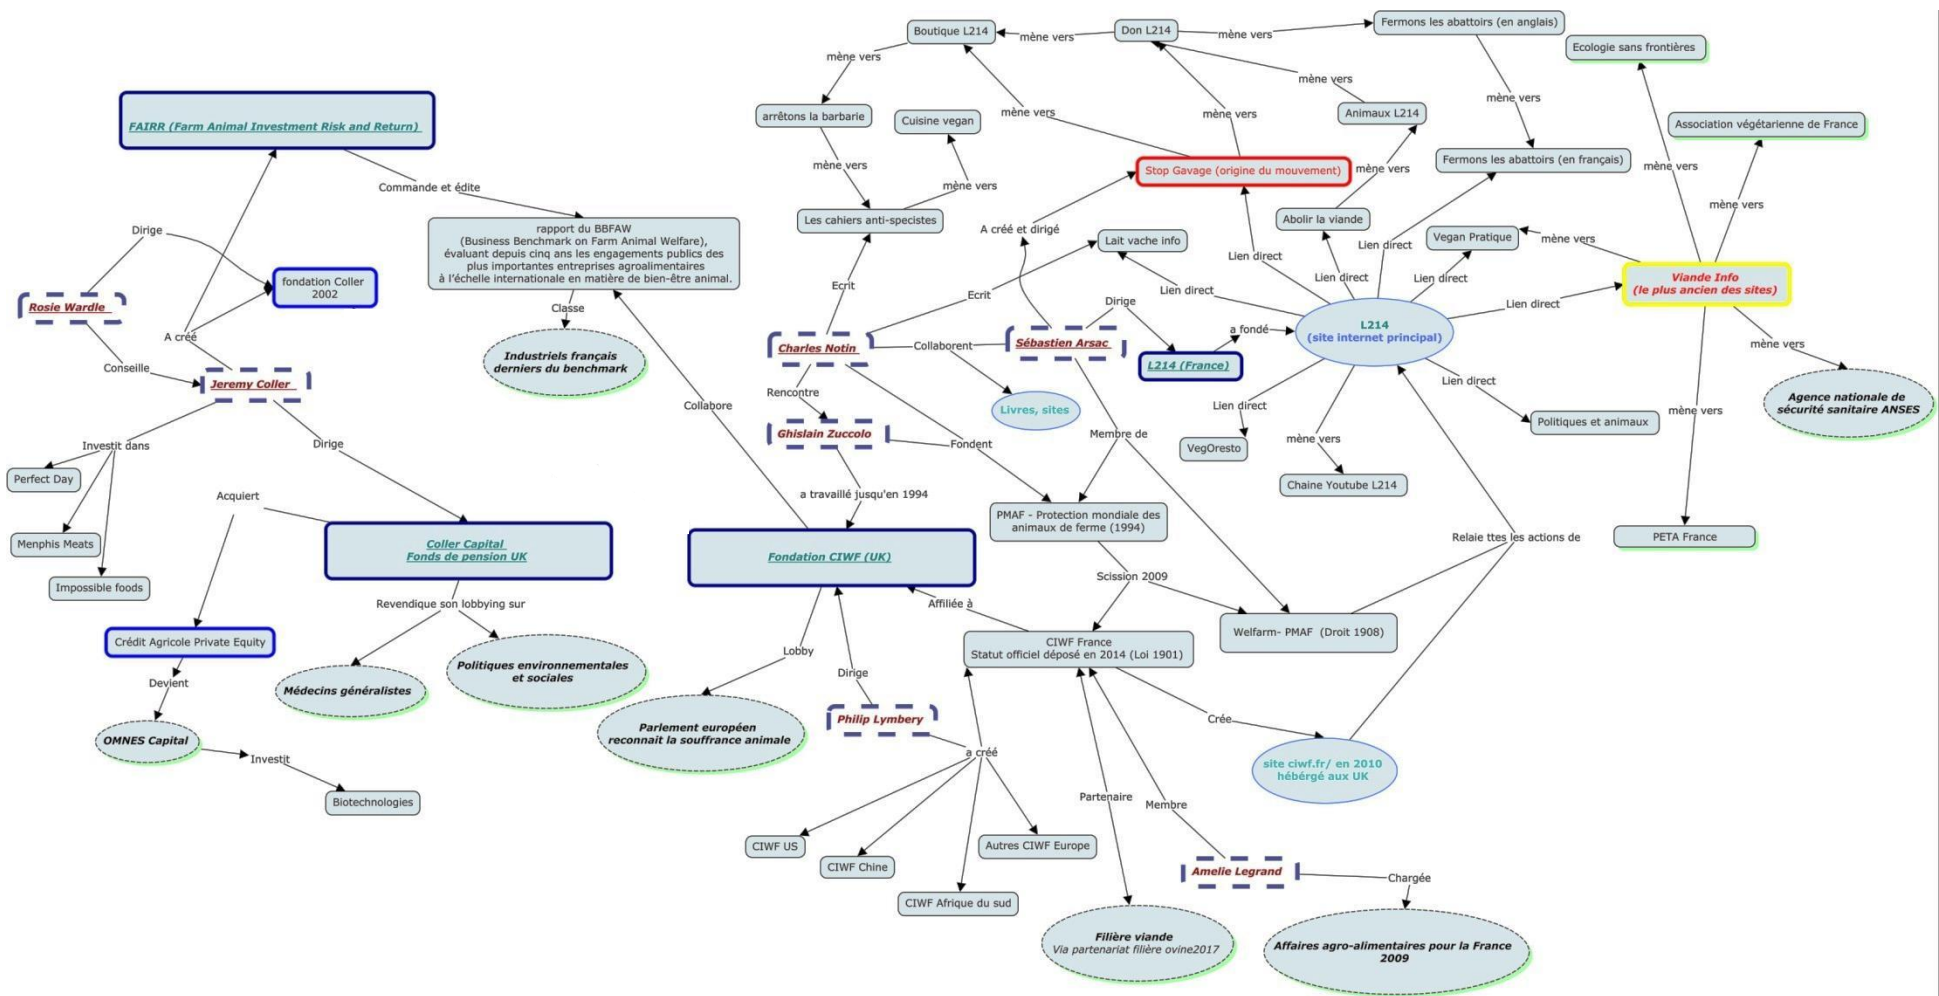 Boutique L214
mène vers
Don L214
mène vers
Fermons les abattoirs (en anglais)
Ecologie sans frontières
mène vers
mène vers
mène vers
arrêtons la barbarie
Cuisine vegan
mène vers
mène vers
Animaux L214
mène vers
mène vers
Association végétarienne de France
FAIRR (Farm Animal Investment Risk and Return)
mène vers
mène vers
Stop Gavage (origine du mouvement)
mène vers
Fermons les abattoirs (en français)
mène vers
Commande et édite
Les cahiers anti-specistes
A créé et dirigé
Abolir la viande
mène vers
Dirige
rapport du BBFAW
(Business Benchmark on Farm Animal Welfare),
évaluant depuis cinq ans les engagements publics des
plus importantes entreprises agroalimentaires
à l'échelle internationale en matière de bien-être animal.
Lait vache info
Lien direct
Lien direct
Vegan Pratique
mène vers
Lien direct
Lien direct
fondation Coller
2002
Ecrit
Ecrit
Lien direct
Viande Info
(le plus ancien des sites)
Rosie Wardle
Classe
Dirige
Lien direct
A créé
Charles Notin
Collaborent
Sébastien Arsac
a fondé
L214
(site internet principal)
mène vers
Conseille
Industriels français
derniers du benchmark
L214 (France)
Jeremy Coller
Rencontre
Lien direct
Collabore
Livres, sites
Lien direct
mène vers
Agence nationale de
sécurité sanitaire ANSES
Investit dans
Dirige
Ghislain Zuccolo
Fondent
Membre de
mène vers
Politiques et animaux
VegOresto
Perfect Day
Chaine Youtube L214
Acquiert
a travaillé jusqu'en 1994
PMAF - Protection mondiale des
animaux de ferme (1994)
Menphis Meats
Coller Capital
Fonds de pension UK
Fondation CIWF (UK)
Relaie ttes les actions de
PETA France
Impossible foods
Scission 2009
Revendique son lobbying sur
Affiliée à
Crédit Agricole Private Equity
CIWF France
Statut officiel déposé en 2014 (Loi 1901)
Welfarm- PMAF  (Droit 1908)
Lobby
Politiques environnementales
et sociales
Dirige
Devient
Médecins généralistes
Philip Lymbery
Crée
OMNES Capital
Parlement européen
reconnait la souffrance animale
a créé
Investit
site ciwf.fr/ en 2010
hébérgé aux UK
Biotechnologies
Partenaire
Membre
CIWF US
Autres CIWF Europe
CIWF Chine
Amelie Legrand
Chargée
CIWF Afrique du sud
Filière viande
Via partenariat filière ovine2017
Affaires agro-alimentaires pour la France
2009